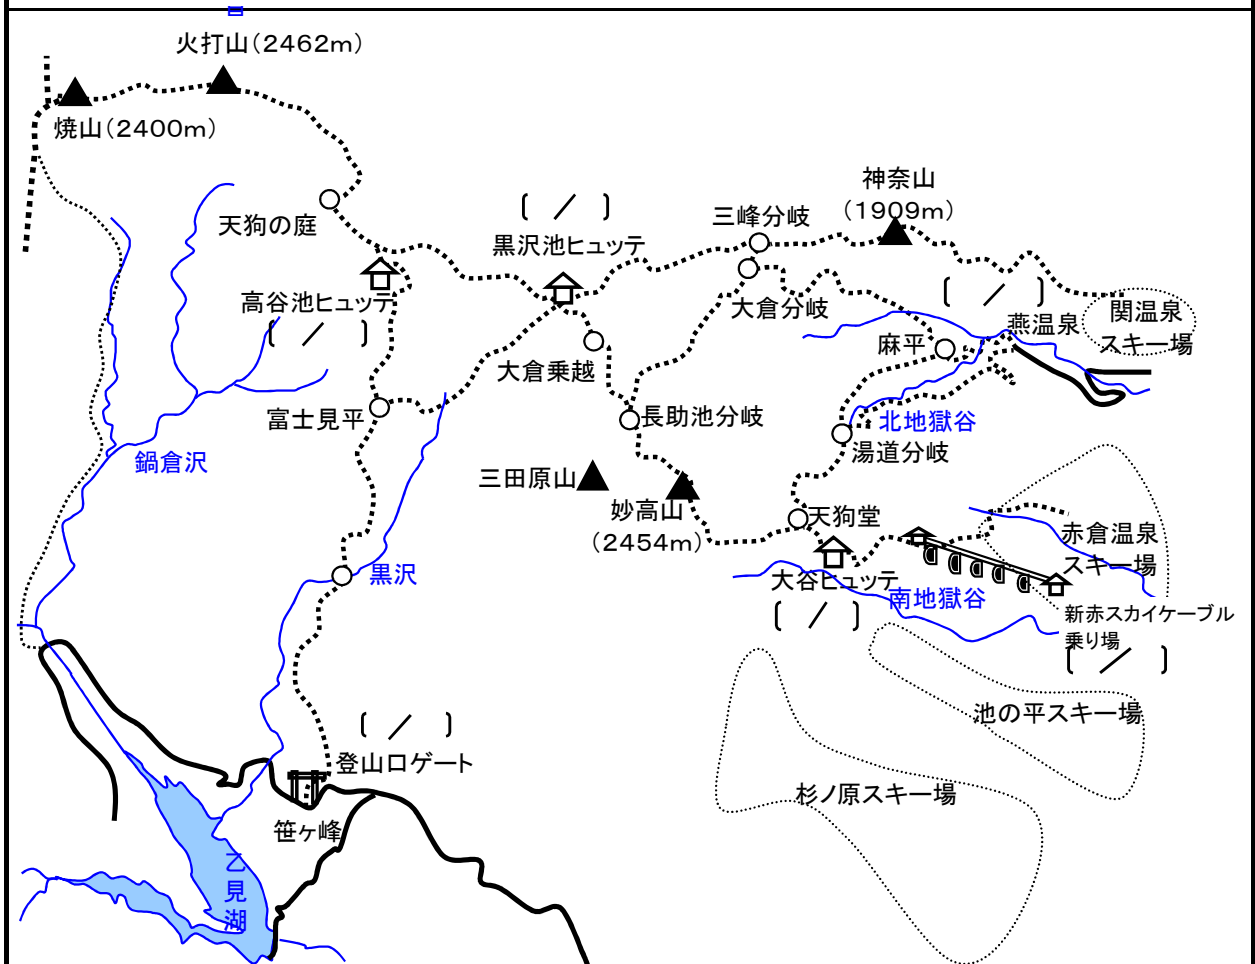 火打山（2462m）
焼山（2400m）
神奈山
（1909m）
三峰分岐
天狗の庭
〔 ／ 〕
黒沢池ヒュッテ
高谷池ヒュッテ
〔 ／ 〕
大倉分岐
〔 ／ 〕
燕温泉
関温泉
スキー場
麻平
大倉乗越
富士見平
長助池分岐
北地獄谷
湯道分岐
鍋倉沢
三田原山
妙高山
（2454m）
天狗堂
赤倉温泉
スキー場
黒沢
大谷ヒュッテ
〔 ／ 〕
南地獄谷
新赤スカイケーブル
乗り場
〔 ／ 〕
池の平スキー場
〔 ／ 〕
登山口ゲート
杉ノ原スキー場
笹ヶ峰
乙見湖